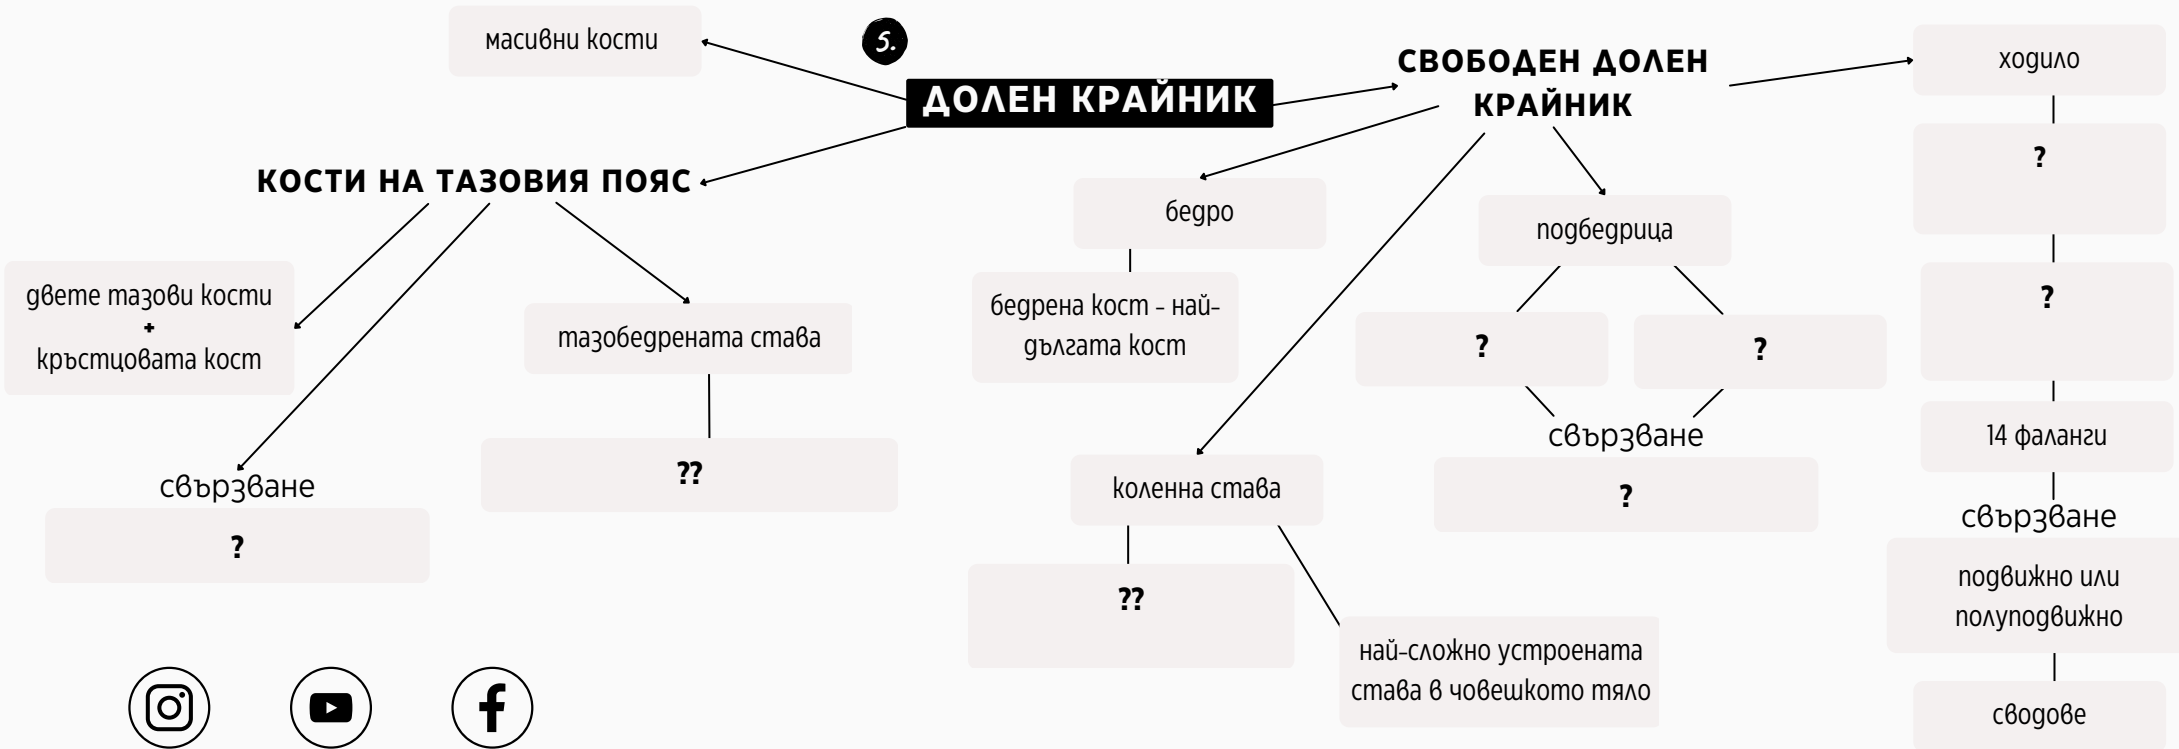 5.
ДОЛЕН КРАЙНИК
масивни кости
КОСТИ НА ТАЗОВИЯ ПОЯС
двете тазови кости
+
кръстцовата кост
свързване
?
тазобедрената става
??
СВОБОДЕН ДОЛЕН
КРАЙНИК
бедро
бедрена кост - най-
дългата кост
коленна става
??
най-сложно устроената
става в човешкото тяло
подбедрица
?
?
свързване
?
ходило
?
?
14 фаланги
свързване
подвижно или
полуподвижно
сводове